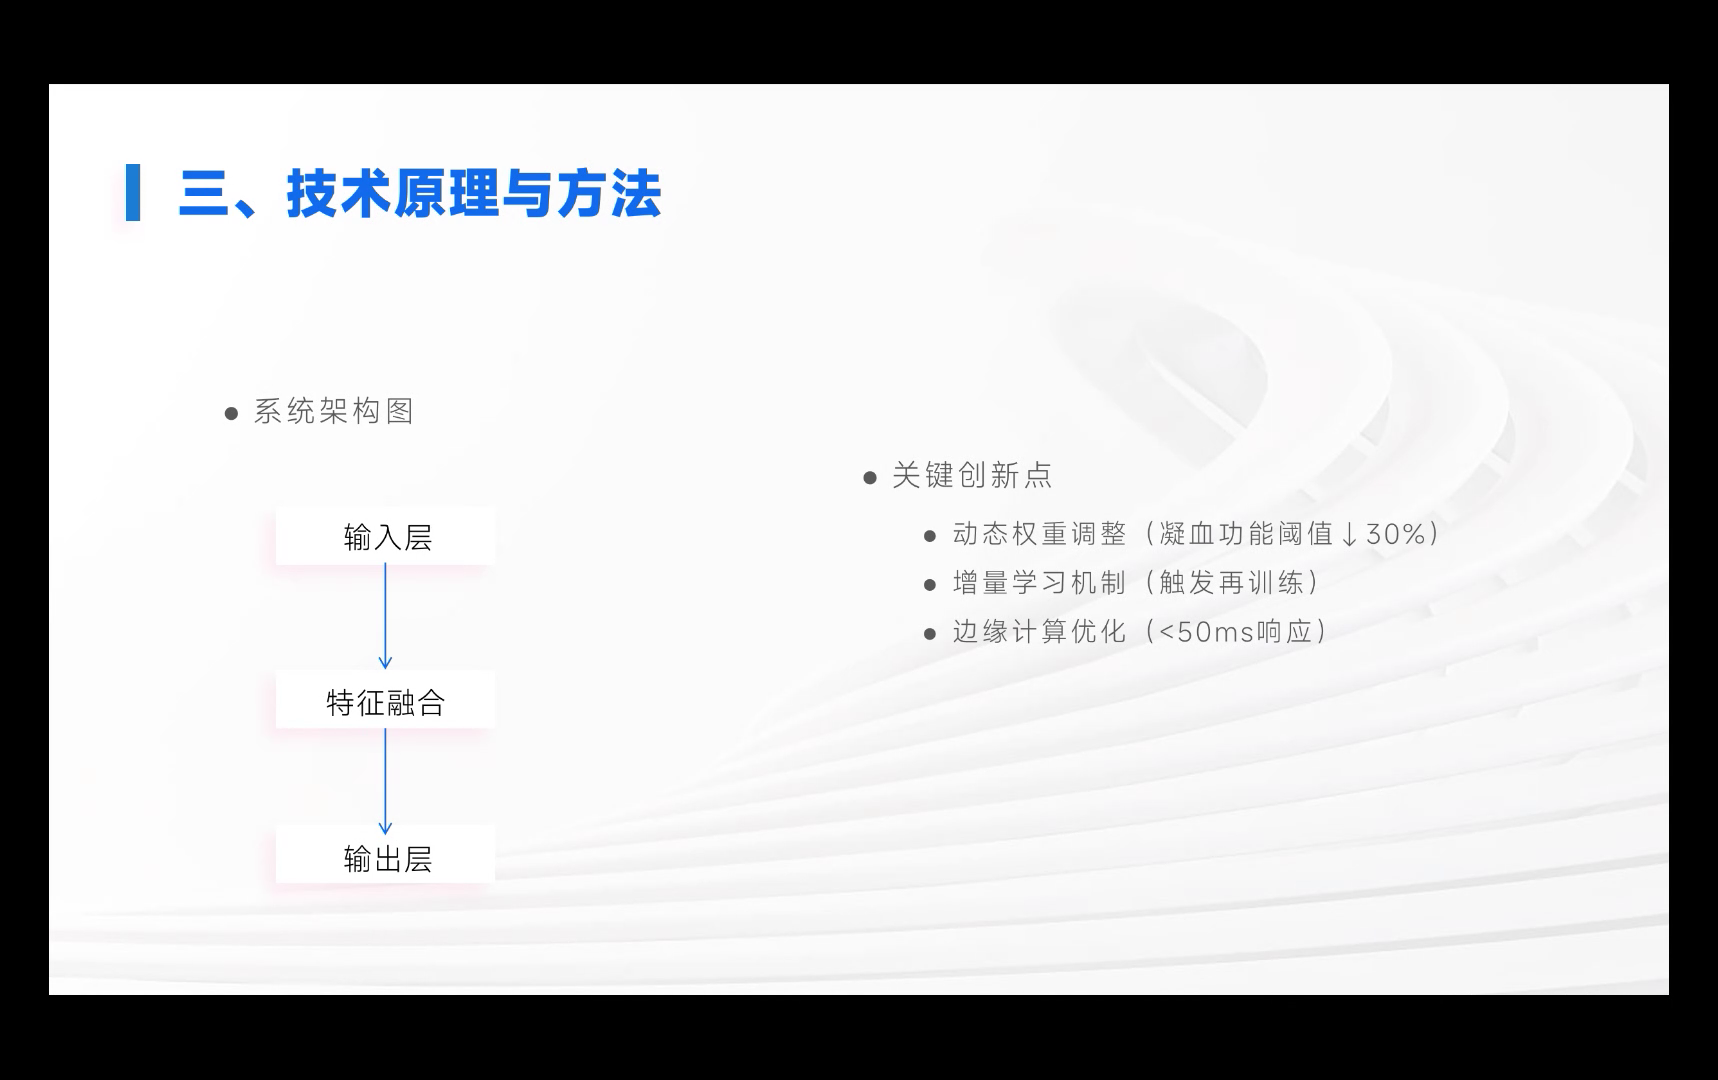 三、技术原理与方法
● 系统架构图
输入层
特征融合
输出层
● 关键创新点
● 动态权重调整（凝血功能阈值↓30%）
● 增量学习机制（触发再训练）
● 边缘计算优化（<50ms响应）